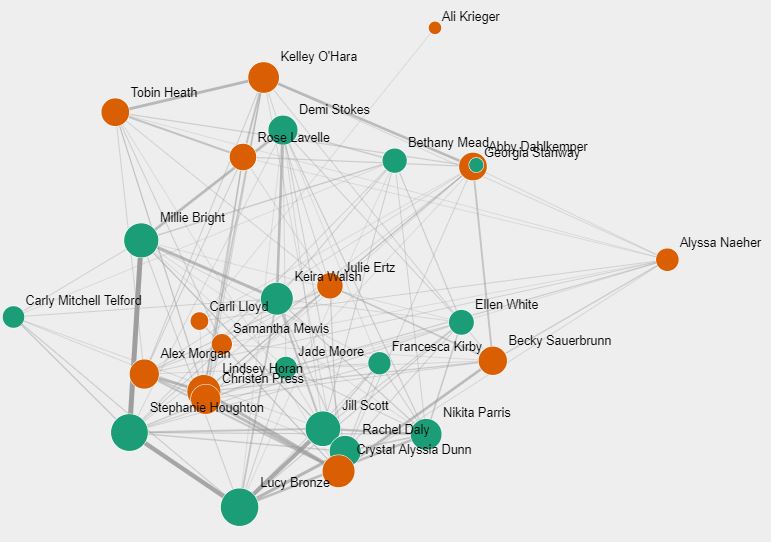 Ali Krieger
Kelley O'Hara
Tobin Heath
Demi Stokes
Rose Lavelle
Bethany Mead
Abby Dahlkemper
Georgia Stanway
Millie Bright
Alyssa Naeher
Julie Ertz
Keira Walsh
Carly Mitchell Telford
Carli Lloyd
Ellen White
Samantha Mewis
Becky Sauerbrunn
Francesca Kirby
Jade Moore
Alex Morgan
Lindsey Horan
Christen Press
Stephanie Houghton
Jill Scott
Nikita Parris
Rachel Daly
Crystal Alyssia Dunn
Lucy Bronze